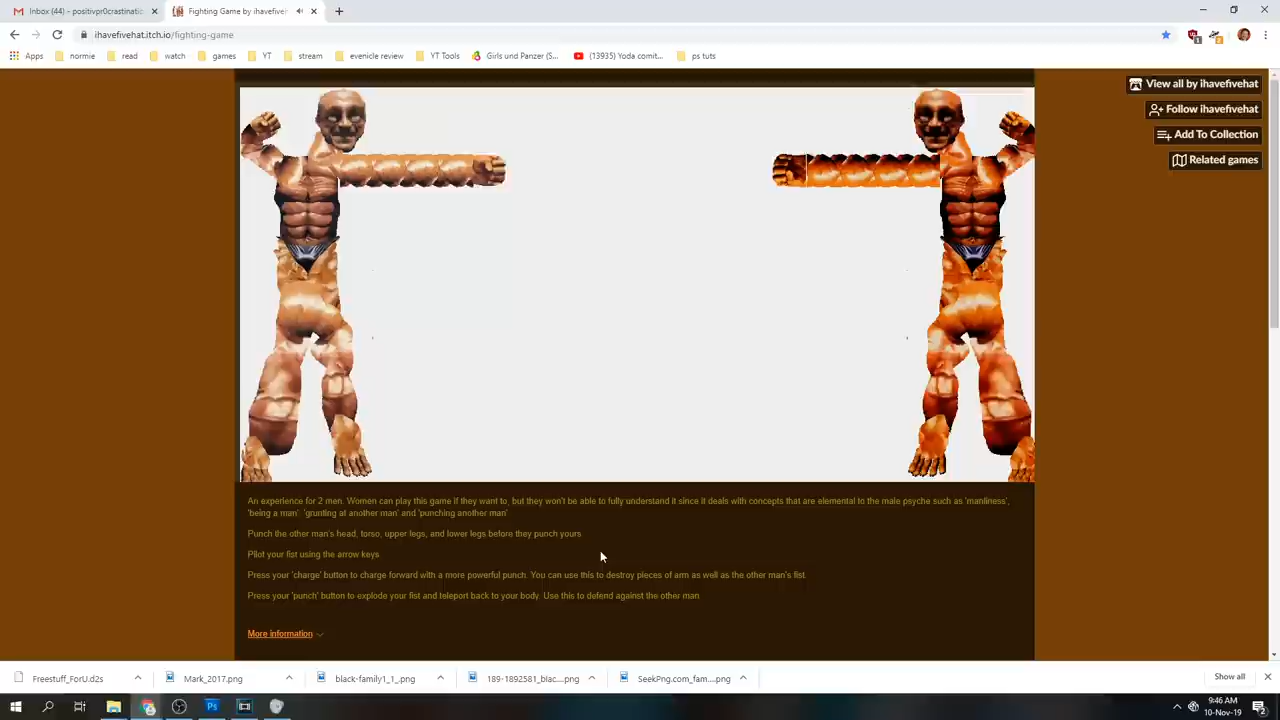 Inbox (44) - positivpr0crastinatic
Fighting Game by ihavefiveh
ihavefivehat.itch.io/fighting-game
Apps normie read watch games YT stream evenicle review YT Tools Girls und Panzer (S... (13935) Yoda comit... ps tuts
View all by ihavefivehat
Follow ihavefivehat
Add To Collection
Related games
An experience for 2 men. Women can play this game if they want to, but they won't be able to fully understand it since it deals with concepts that are elemental to the male psyche such as 'manliness',
'being a man' 'grunting at another man' and 'punching another man'
Punch the other man's head, torso, upper legs, and lower legs before they punch yours
Pilot your fist using the arrow keys
Press your 'charge' button to charge forward with a more powerful punch. You can use this to destroy pieces of arm as well as the other man's fist.
Press your 'punch' button to explode your fist and teleport back to your body. Use this to defend against the other man
More information
Freestuff_ForU.d2s Mark_2017.png black-family1_1_.png 189-1892581_blac....png SeekPng.com_fam....png Show all
9:46 AM
10-Nov-19